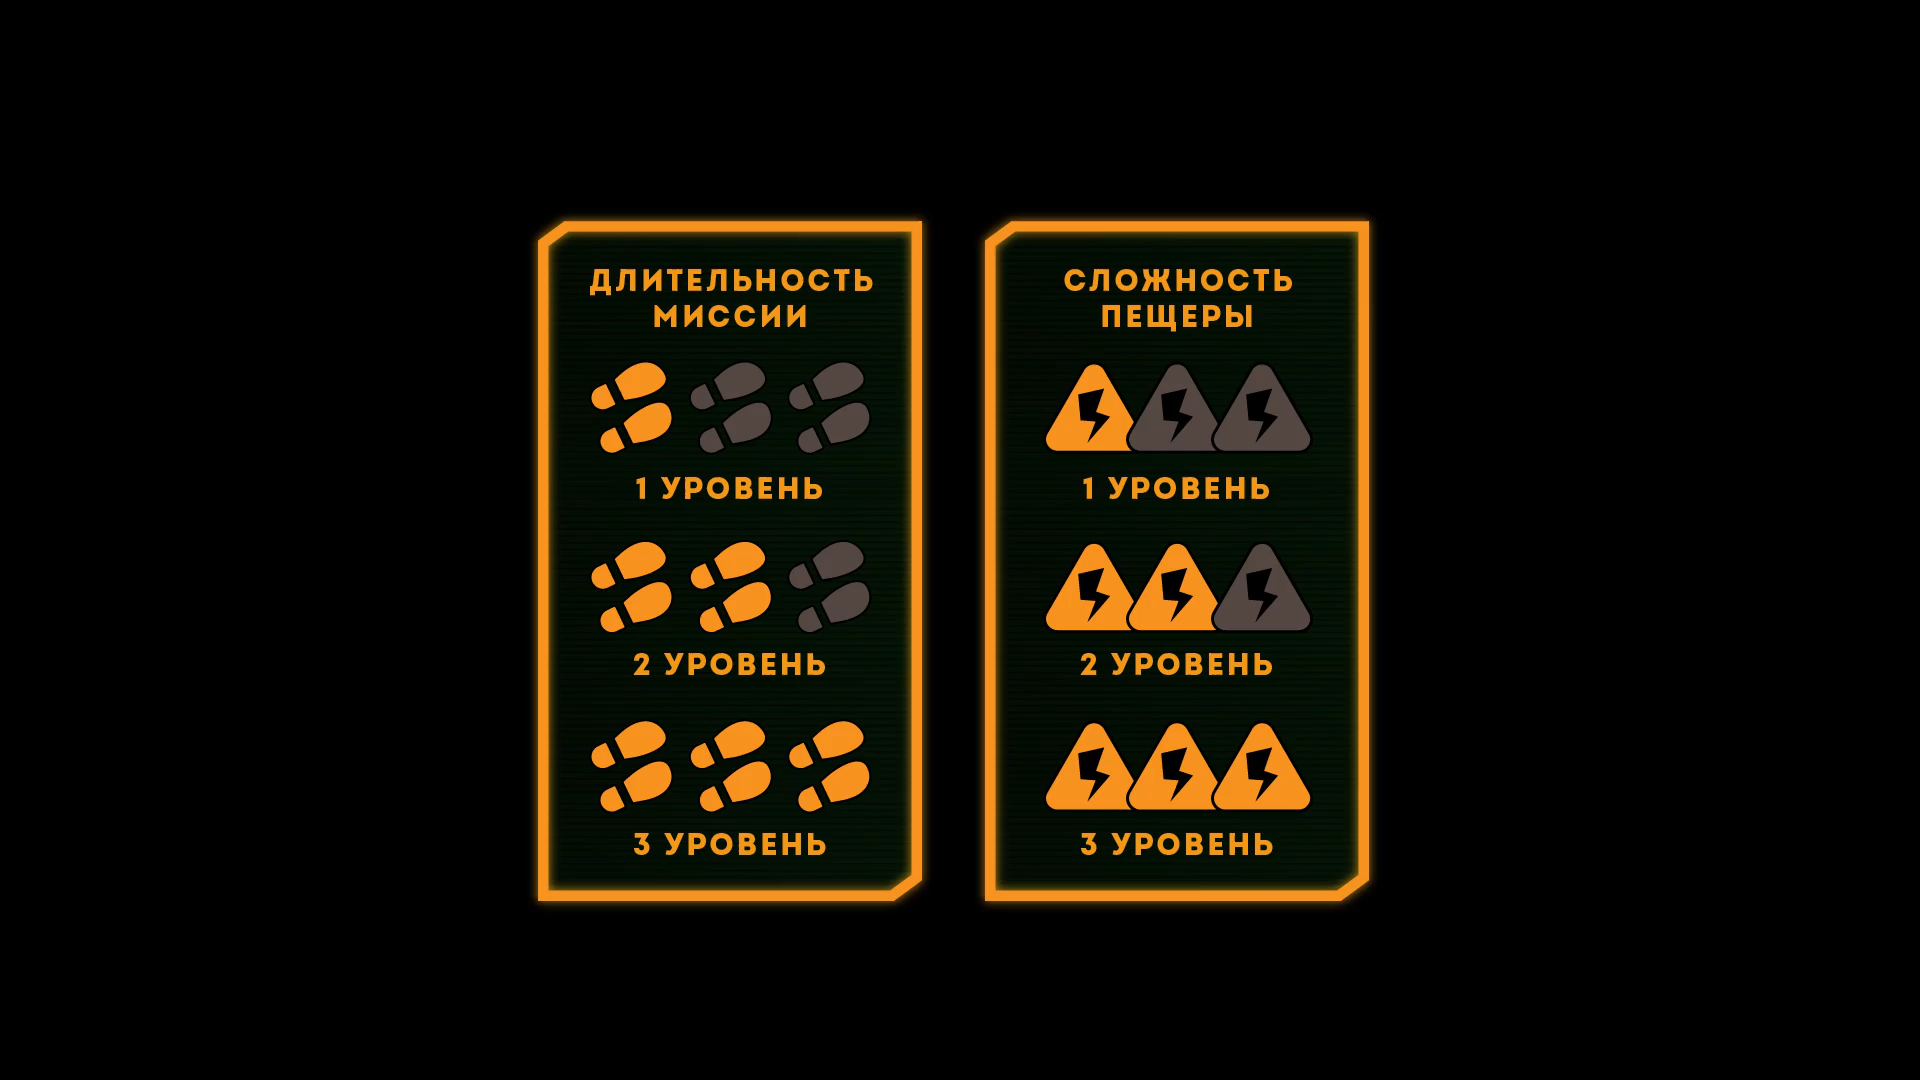 ДЛИТЕЛЬНОСТЬ
МИССИИ
1 УРОВЕНЬ
2 УРОВЕНЬ
3 УРОВЕНЬ
СЛОЖНОСТЬ
ПЕЩЕРЫ
1 УРОВЕНЬ
2 УРОВЕНЬ
3 УРОВЕНЬ